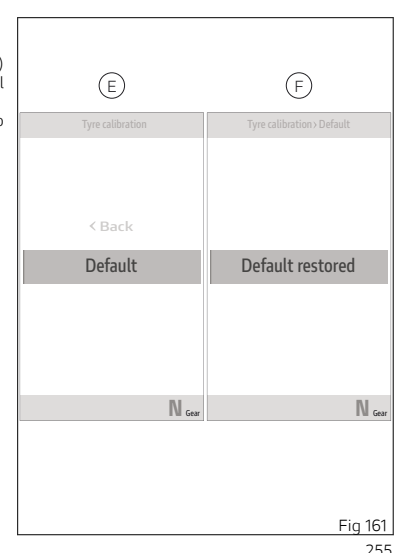 )
l
o
E
F
Tyre calibration
Tyre calibration › Default
‹ Back
Default
Default restored
N Gear
N Gear
Fig 161
255